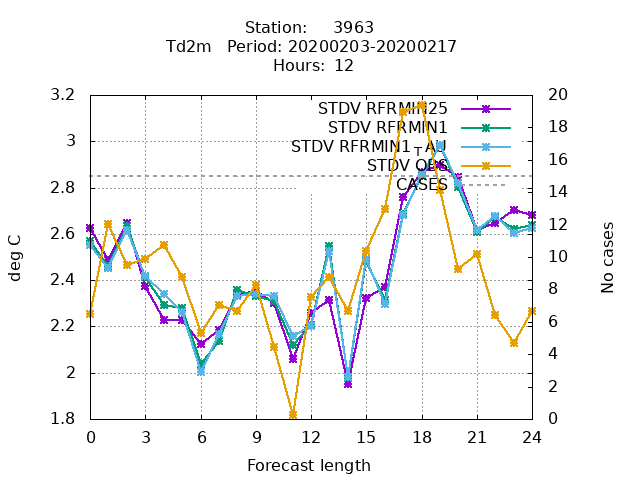 Station: 3963
Td2m Period: 20200203-20200217
Hours: 12
3.2
3
2.8
2.6
2.4
2.2
2
1.8
deg C
20
18
16
14
12
10
8
6
4
2
0
No cases
STDV RFRMIN25
STDV RFRMIN1
STDV OBS
CASES
0 3 6 9 12 15 18 21 24
Forecast length